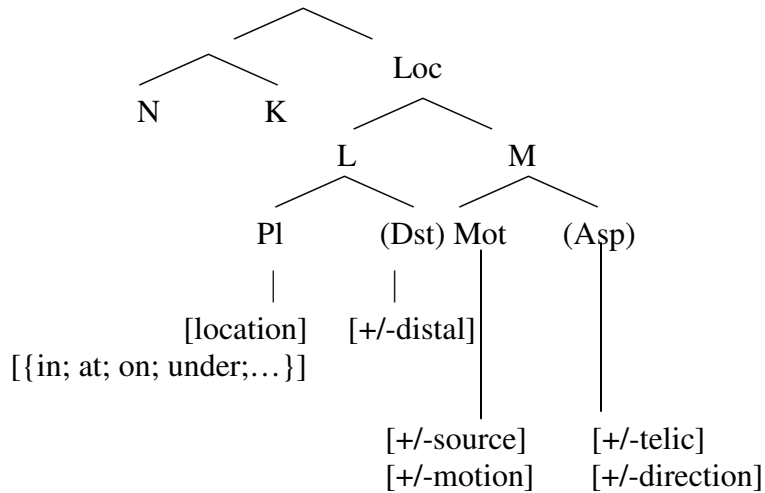 Loc
N K
L M
Pl (Dst) Mot (Asp)
[location] [+/-distal]
[{in; at; on; under;…}]
[+/-source] [+/-telic]
[+/-motion] [+/-direction]